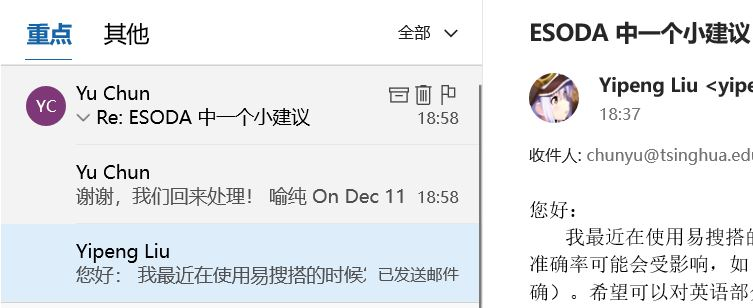 重点 其他 全部
YC
Yu Chun
Re: ESODA 中一个小建议 18:58
Yu Chun
谢谢，我们回来处理！ 喻纯 On Dec 11 18:58
Yipeng Liu
您好： 我最近在使用易搜搭的时候 已发送邮件
ESODA 中一个小建议
Yipeng Liu <yipe
18:37
收件人: chunyu@tsinghua.edu
您好：
我最近在使用易搜搭的
准确率可能会受影响，如
确）。希望可以对英语部